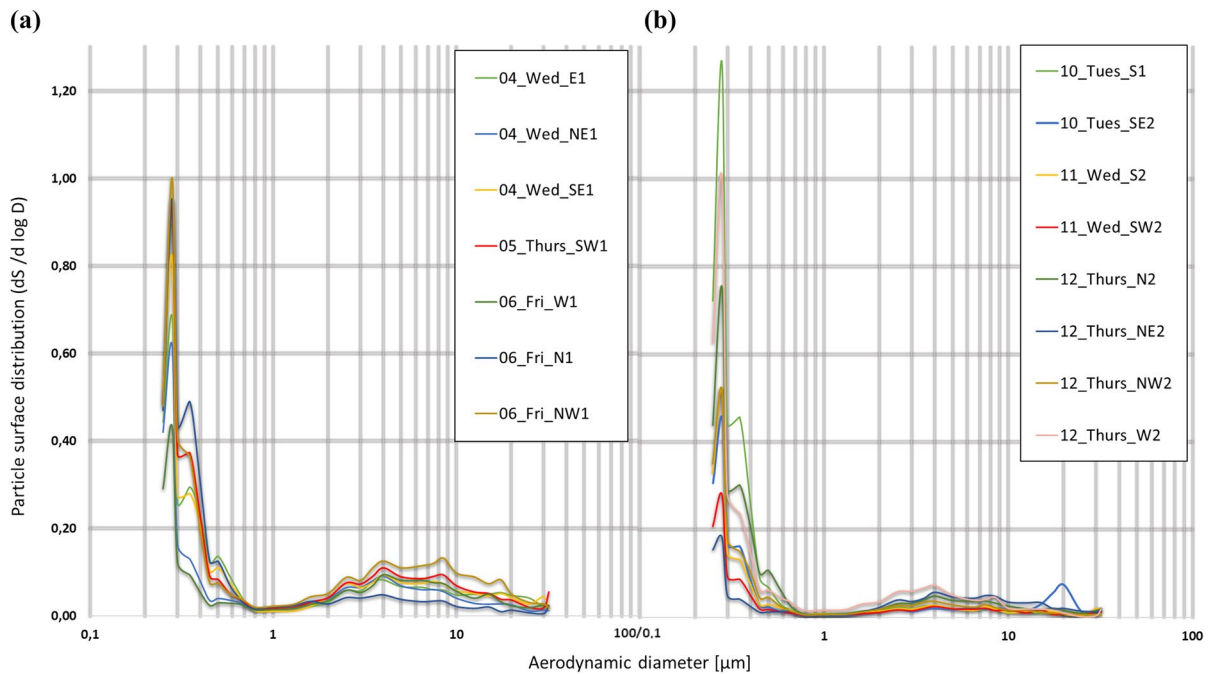 (a)
(b)
Particle surface distribution (dS /d log D)
1,20
1,00
0,80
0,60
0,40
0,20
0,00
0,1
1
10
100/0.1
1
10
100
04_Wed_E1
04_Wed_NE1
04_Wed_SE1
05_Thurs_SW1
06_Fri_W1
06_Fri_N1
06_Fri_NW1
10_Tues_S1
10_Tues_SE2
11_Wed_S2
11_Wed_SW2
12_Thurs_N2
12_Thurs_NE2
12_Thurs_NW2
12_Thurs_W2
Aerodynamic diameter [µm]